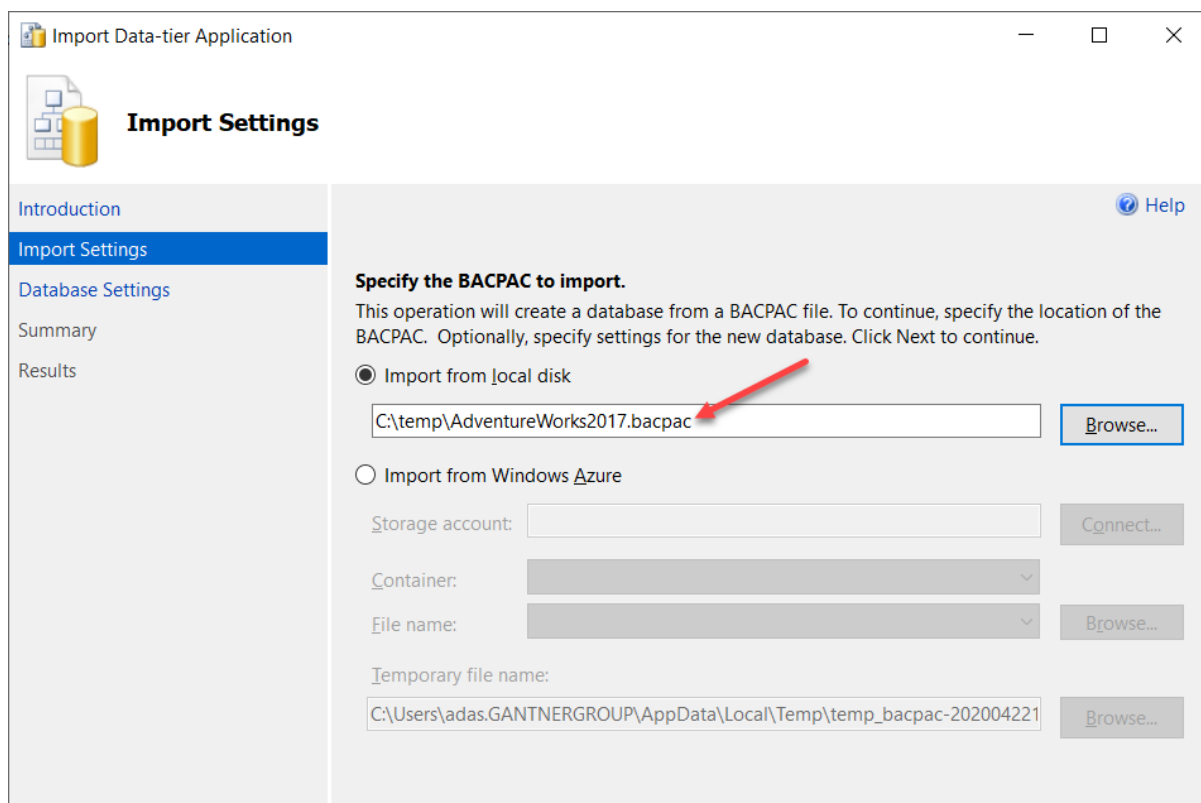 Import Data-tier Application
Import Settings
Introduction
Import Settings
Database Settings
Summary
Results
Help
Specify the BACPAC to import.
This operation will create a database from a BACPAC file. To continue, specify the location of the
BACPAC.  Optionally, specify settings for the new database. Click Next to continue.
Import from local disk
C:\temp\AdventureWorks2017.bacpac
Browse...
Import from Windows Azure
Storage account:
Connect...
Container:
File name:
Browse...
Temporary file name:
C:\Users\adas.GANTNERGROUP\AppData\Local\Temp\temp_bacpac-202004221
Browse...